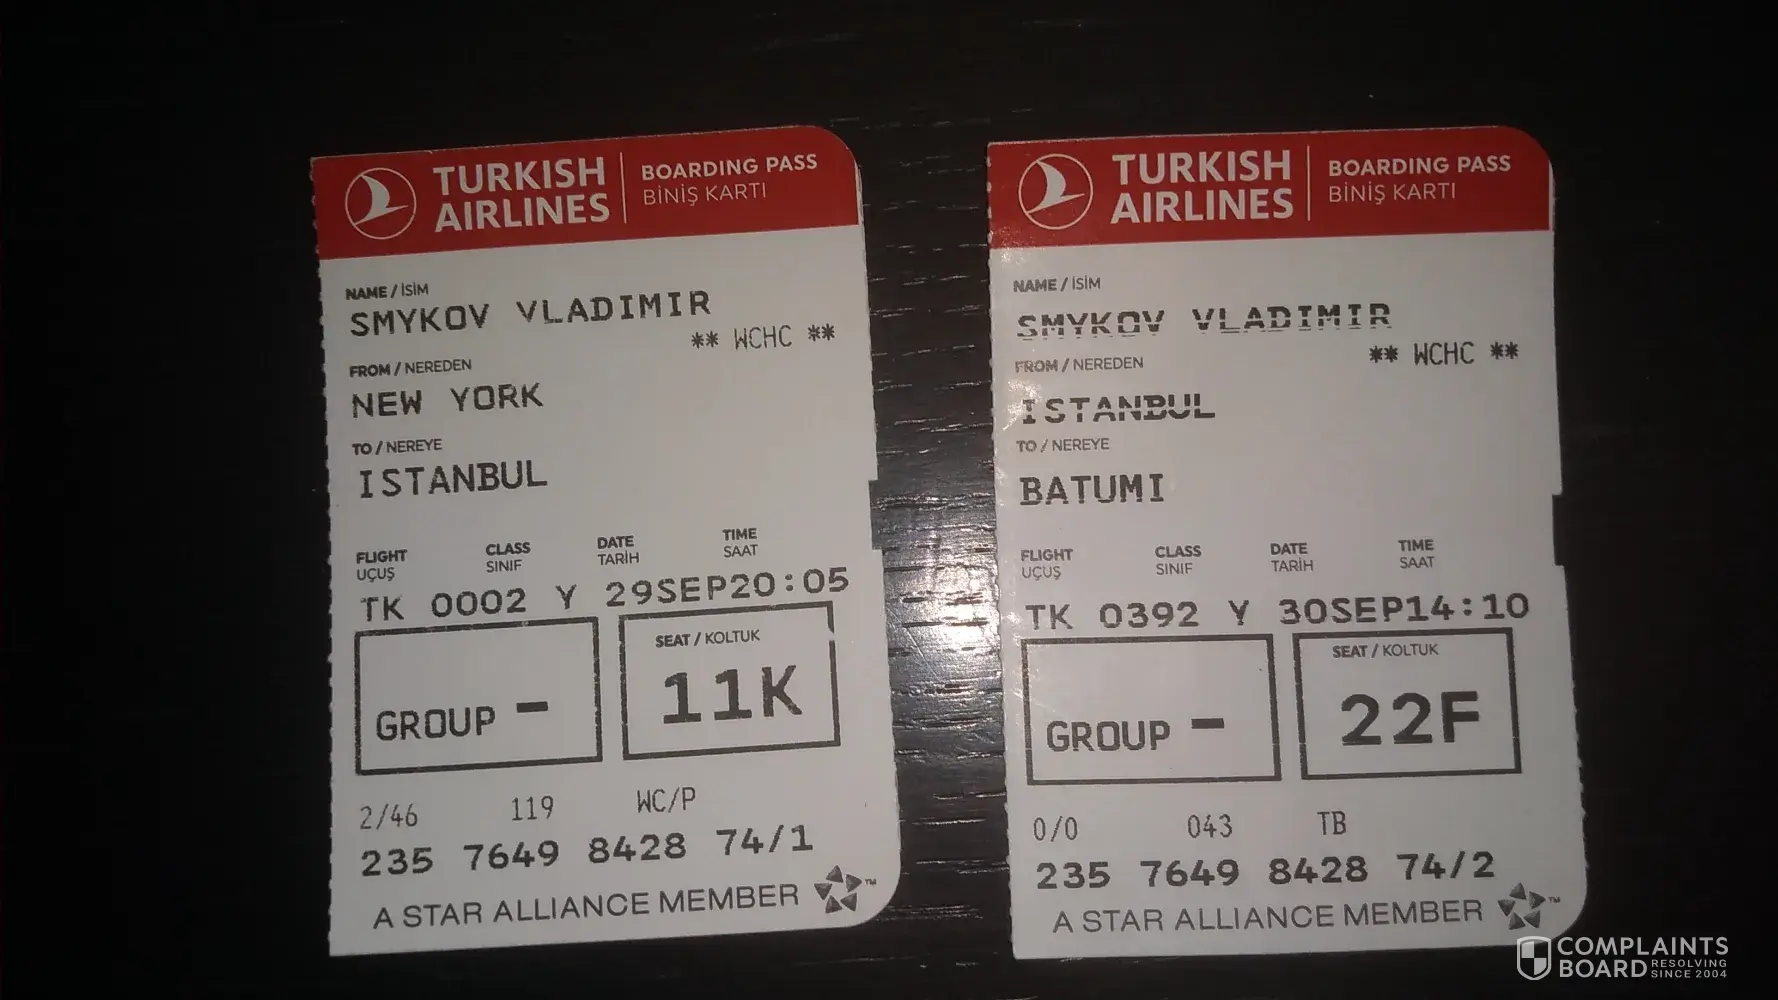 TURKISH
AIRLINES
BOARDING PASS
BİNİŞ KARTI
NAME / İSİM
SMYKOV VLADIMIR
** WCHC **
FROM / NEREDEN
NEW YORK
TO / NEREYE
ISTANBUL
FLIGHT CLASS DATE TIME
UÇUŞ SINIF TARİH SAAT
TK 0002 Y 29SEP20:05
GROUP -
SEAT / KOLTUK
11K
2/46 119 WC/P
235 7649 8428 74/1
A STAR ALLIANCE MEMBER ™
TURKISH
AIRLINES
BOARDING PASS
BİNİŞ KARTI
NAME / İSİM
SMYKOV VLADIMIR
** WCHC **
FROM / NEREDEN
ISTANBUL
TO / NEREYE
BATUMI
FLIGHT CLASS DATE TIME
UÇUŞ SINIF TARİH SAAT
TK 0392 Y 30SEP14:10
GROUP -
SEAT / KOLTUK
22F
0/0 043 TB
235 7649 8428 74/2
A STAR ALLIANCE MEMBER ™
COMPLAINTS
BOARD RESOLVING
SINCE 2004